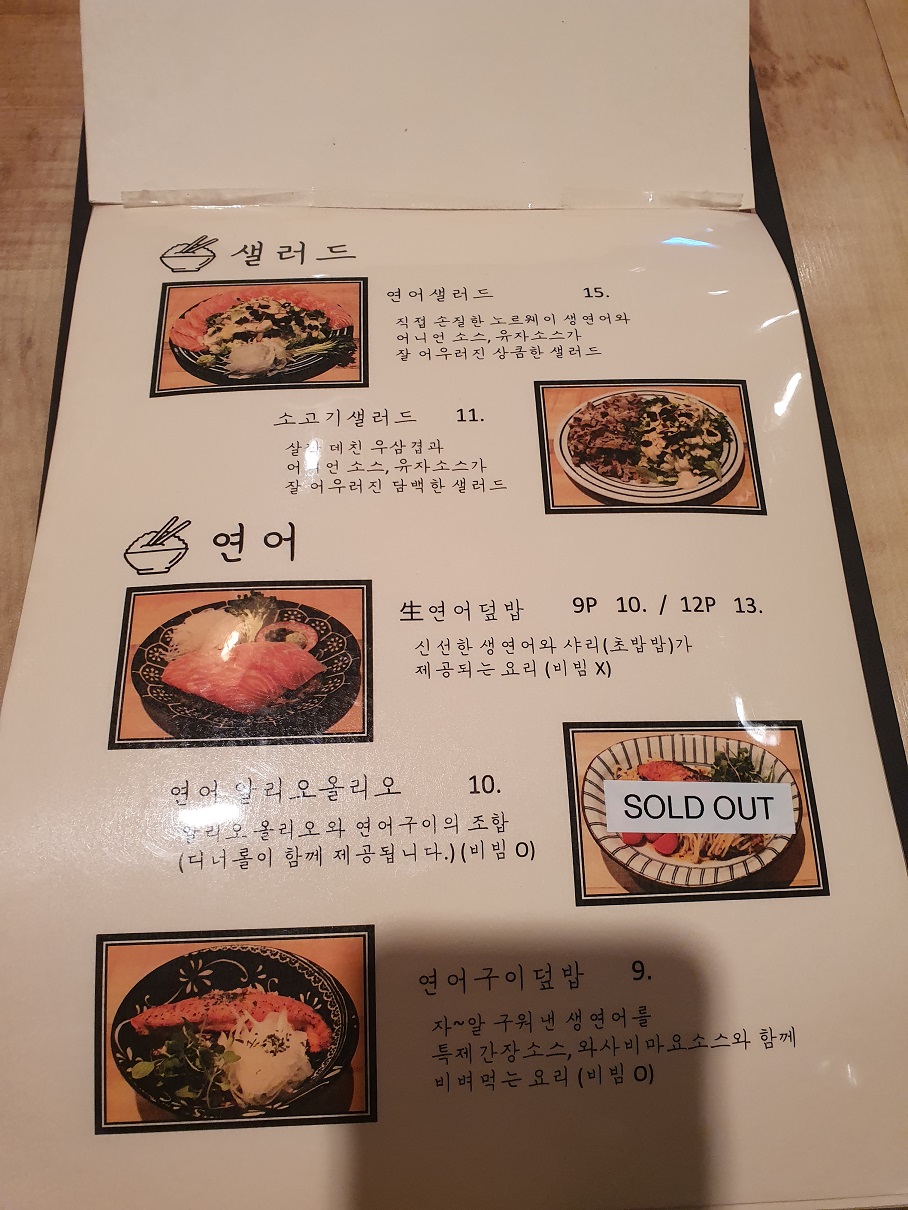 샐러드
연어샐러드 15.
직접 손질한 노르웨이 생연어와
어니언 소스, 유자소스가
잘 어우러진 상큼한 샐러드
소고기샐러드 11.
데친 우삼겹과
어니언 소스, 유자소스가
잘 어우러진 담백한 샐러드
연어
生연어덮밥 9P 10. / 12P 13.
신선한 생연어와 샤리(초밥밥)가
제공되는 요리 (비빔 X)
연어 알리오올리오 10.
알리오 올리오와 연어구이의 조합
(디너롤이 함께 제공됩니다.) (비빔 O)
SOLD OUT
연어구이덮밥 9.
자~알 구워낸 생연어를
특제간장소스, 와사비마요소스와 함께
비벼먹는 요리 (비빔 O)